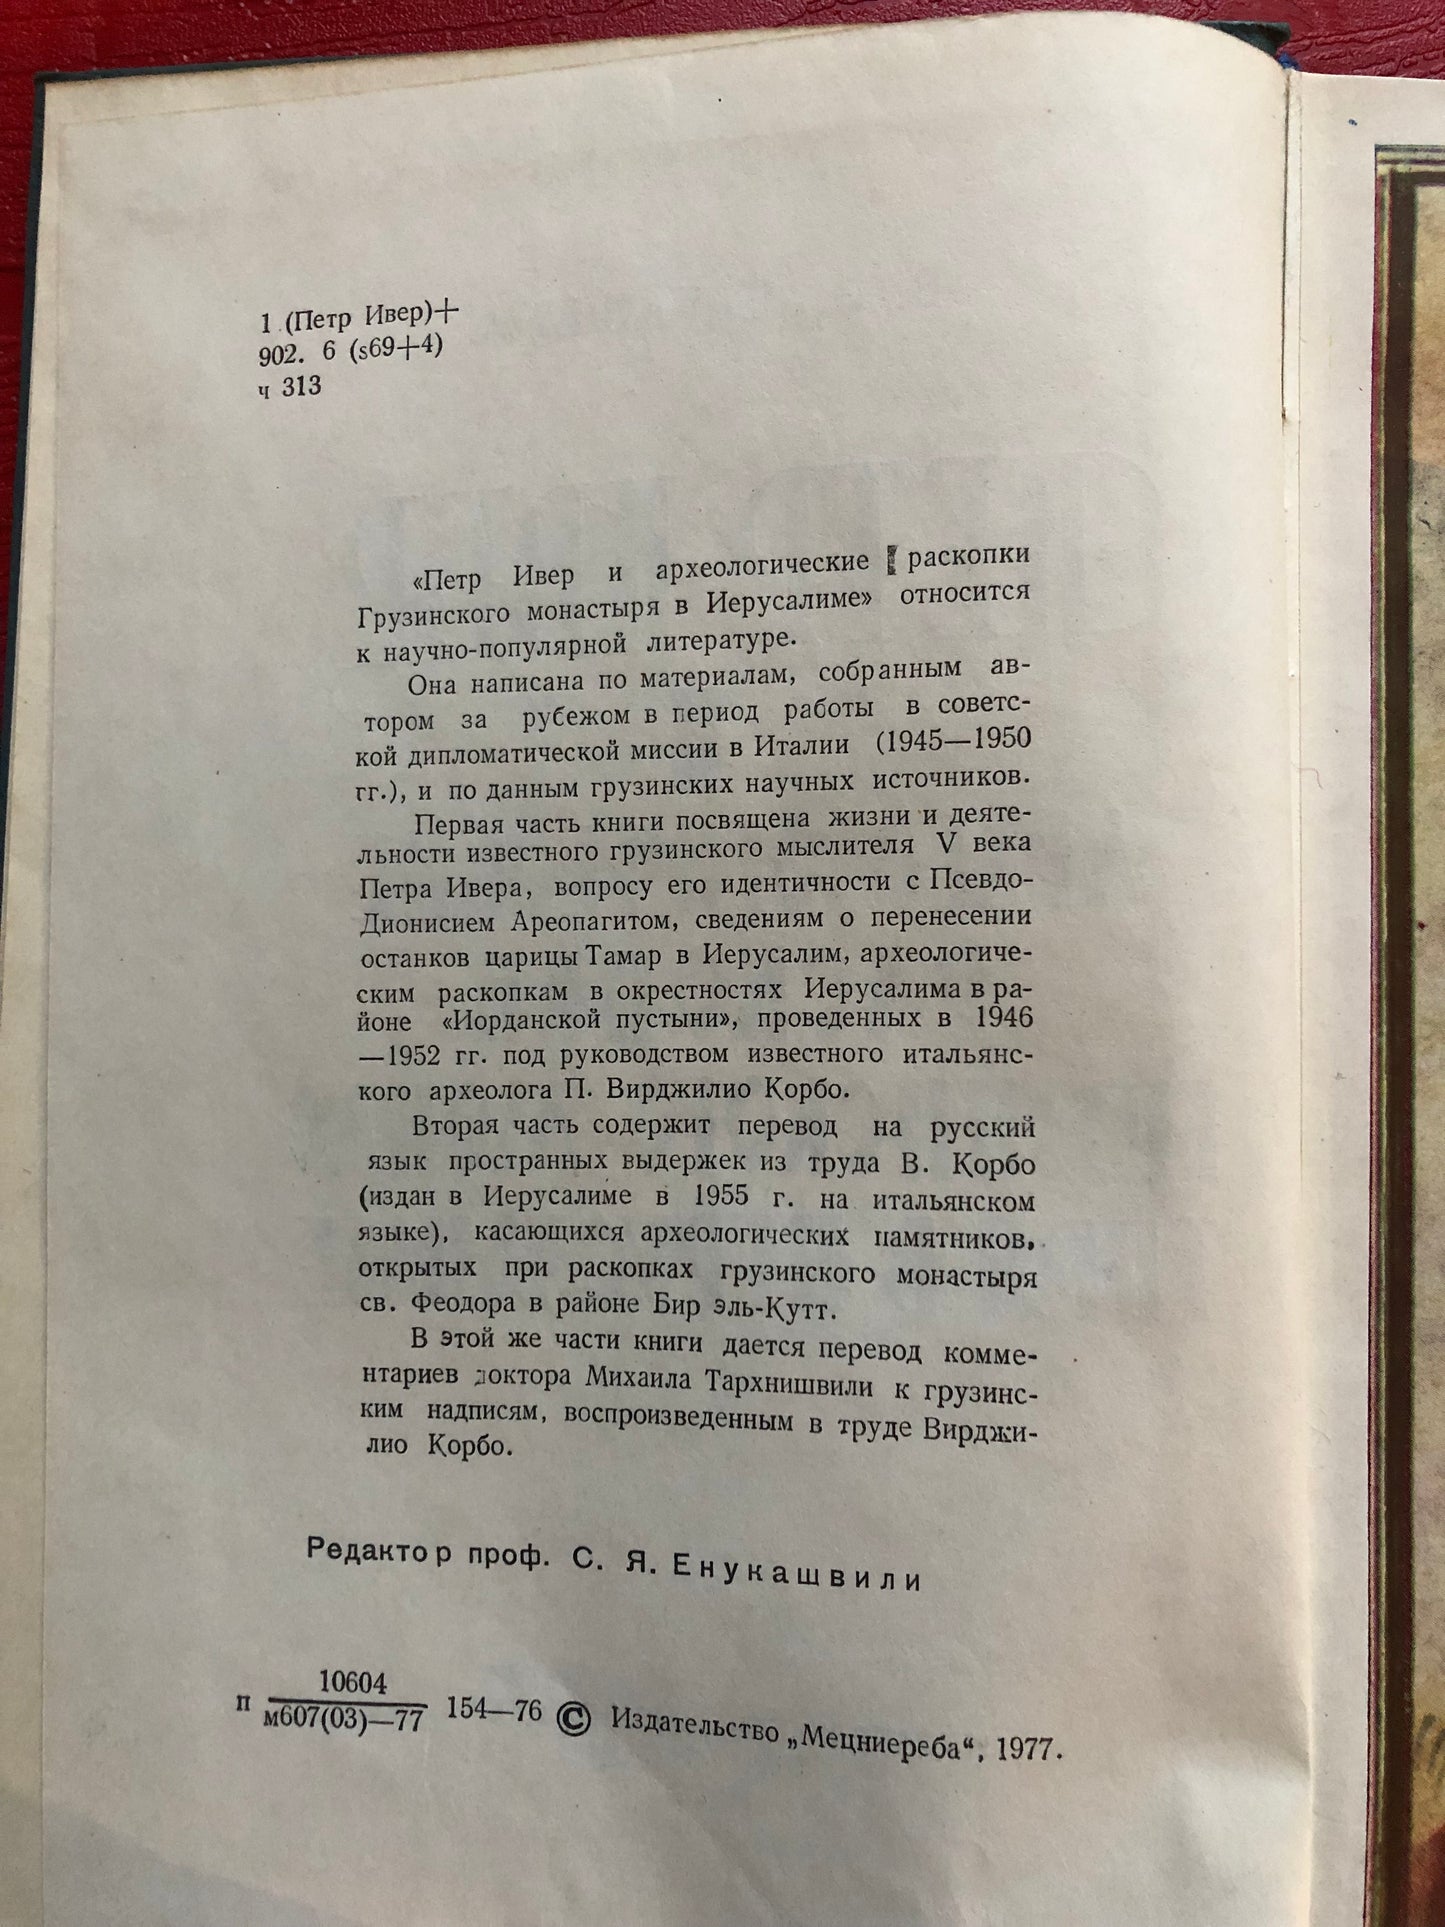 1 (Петр Ивер)+
902. 6 (s69+4)
ч 313
«Петр Ивер и археологические раскопки
Грузинского монастыря в Иерусалиме» относится
к научно-популярной литературе.
Она написана по материалам, собранным ав-
тором за рубежом в период работы в советс-
кой дипломатической миссии в Италии (1945—1950
гг.), и по данным грузинских научных источников.
Первая часть книги посвящена жизни и деяте-
льности известного грузинского мыслителя V века
Петра Ивера, вопросу его идентичности с Псевдо-
Дионисием Ареопагитом, сведениям о перенесении
останков царицы Тамар в Иерусалим, археологиче-
ским раскопкам в окрестностях Иерусалима в ра-
йоне «Иорданской пустыни», проведенных в 1946
—1952 гг. под руководством известного итальянс-
кого археолога П. Вирджилио Корбо.
Вторая часть содержит перевод на русский
язык пространных выдержек из труда В. Корбо
(издан в Иерусалиме в 1955 г. на итальянском
языке), касающихся археологических памятников,
открытых при раскопках грузинского монастыря
св. Феодора в районе Бир эль-Кутт.
В этой же части книги дается перевод комме-
нтариев доктора Михаила Тархнишвили к грузинс-
ким надписям, воспроизведенным в труде Вирджи-
лио Корбо.
Редактор проф. С. Я. Енукашвили
п 10604
м607(03)—77 154—76 © Издательство „Мецниереба“, 1977.